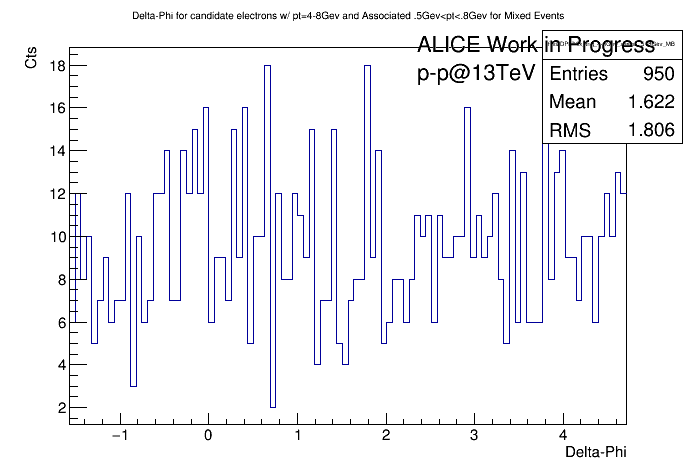 Delta-Phi for candidate electrons w/ pt=4-8Gev and Associated .5Gev<pt<.8Gev for Mixed Events
Cts
ALICE Work in Progress
p-p@13TeV
Entries 950
Mean 1.622
RMS 1.806
18
16
14
12
10
8
6
4
2
−1 0 1 2 3 4
Delta-Phi